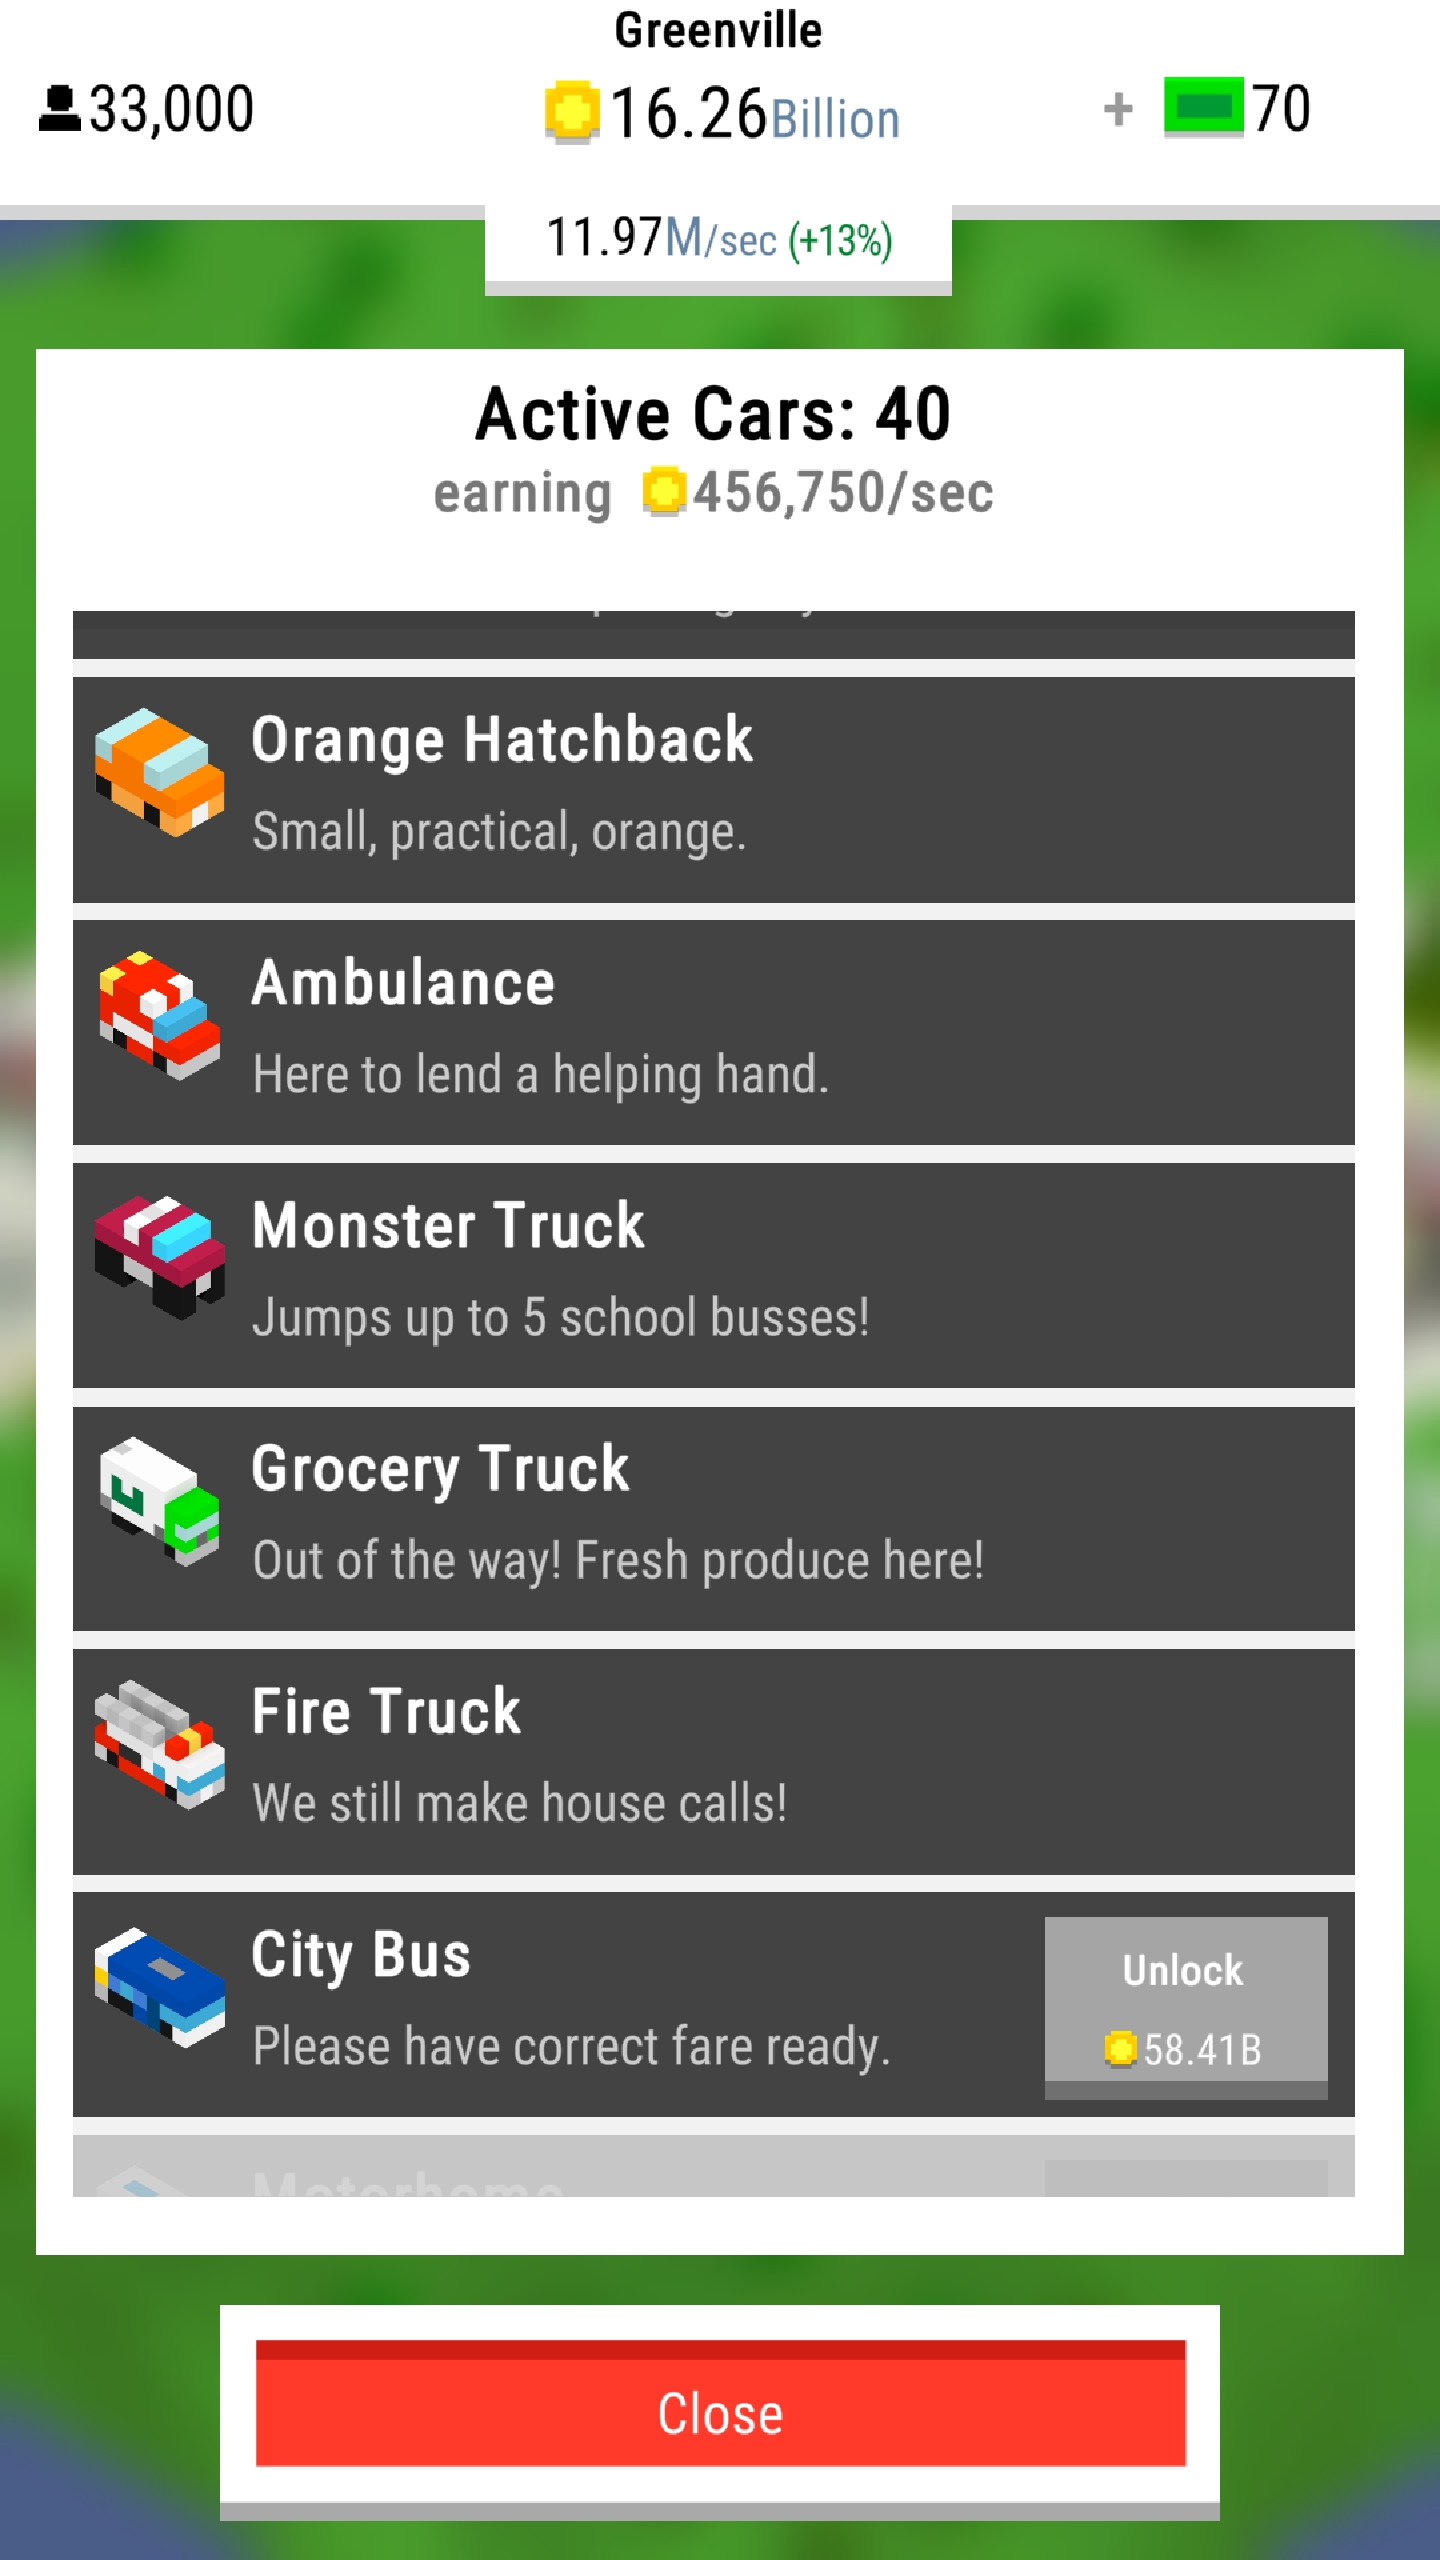 Greenville
33,000
16.26Billion
+ 70
11.97M/sec (+13%)
Active Cars: 40
earning 456,750/sec
Orange Hatchback
Small, practical, orange.
Ambulance
Here to lend a helping hand.
Monster Truck
Jumps up to 5 school busses!
Grocery Truck
Out of the way! Fresh produce here!
Fire Truck
We still make house calls!
City Bus
Please have correct fare ready.
Unlock
58.41B
Motorhome
Close